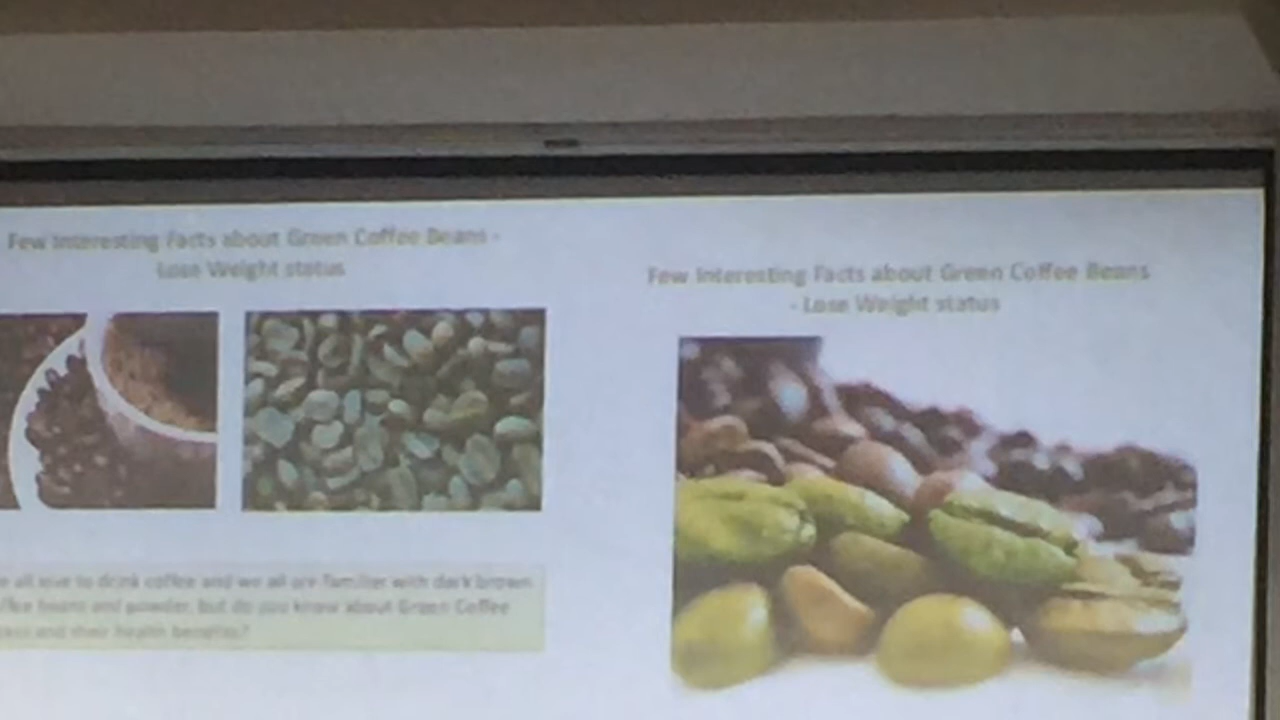 Few Interesting Facts about Green Coffee Beans -
Lose Weight status
Few Interesting Facts about Green Coffee Beans
- Lose Weight status
all love to drink coffee and we all are familier with dark brown
beans and powder, but do you know about Green Coffee
and their health benefits?